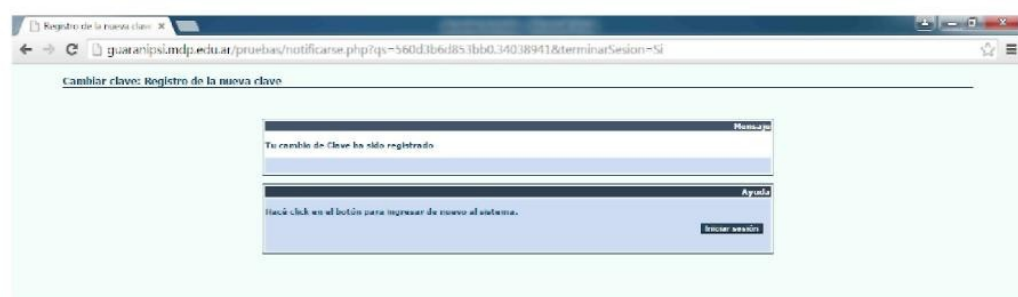 Registro de la nueva clav
guaranipsi.mdp.edu.ar/pruebas/notificarse.php?qs=560d3b6d853bb0.34038941&terminarSesion=Si
Cambiar clave: Registro de la nueva clave
Mensaje
Tu cambio de Clave ha sido registrado
Ayuda
Hacé click en el botón para ingresar de nuevo al sistema.
Iniciar sesión